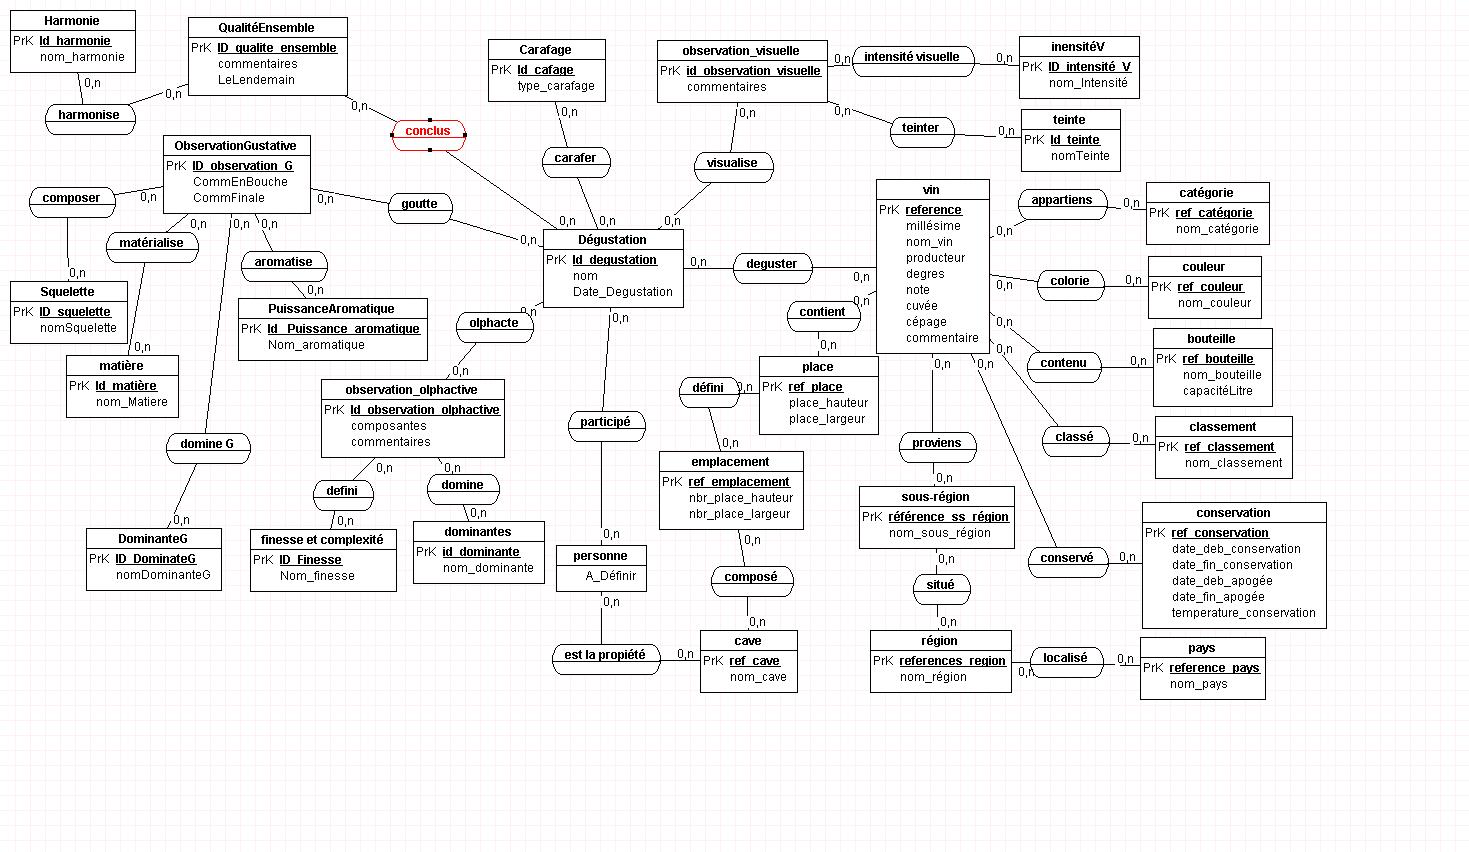 Harmonie
PrK Id_harmonie
nom_harmonie
0,n
harmonise
0,n
QualitéEnsemble
PrK ID_qualite_ensemble
commentaires
LeLendemain
0,n
conclus
0,n
Carafage
PrK Id_cafage
type_carafage
0,n
carafer
0,n
observation_visuelle
PrK id_observation_visuelle
commentaires
0,n
intensité visuelle
0,n
inensitéV
PrK ID_intensité_V
nom_Intensité
0,n
teinter
0,n
teinte
PrK Id_teinte
nomTeinte
0,n
visualise
0,n
ObservationGustative
PrK ID_observation_G
CommEnBouche
CommFinale
0,n
composer
0,n
Squelette
PrK ID_squelette
nomSquelette
0,n
matérialise
0,n
matière
PrK Id_matière
nom_Matiere
0,n
domine G
0,n
DominanteG
PrK ID_DominateG
nomDominanteG
0,n
aromatise
0,n
PuissanceAromatique
PrK Id_Puissance_aromatique
Nom_aromatique
0,n
goutte
0,n
Dégustation
PrK Id_degustation
nom
Date_Degustation
0,n
olphacte
0,n
observation_olphactive
PrK Id_observation_olphactive
composantes
commentaires
0,n
defini
0,n
finesse et complexité
PrK ID_Finesse
Nom_finesse
0,n
domine
0,n
dominantes
PrK id_dominante
nom_dominante
0,n
participé
0,n
personne
A_Définir
0,n
est la propiété
0,n
cave
PrK ref_cave
nom_cave
0,n
composé
0,n
emplacement
PrK ref_emplacement
nbr_place_hauteur
nbr_place_largeur
0,n
défini
0,n
place
PrK ref_place
place_hauteur
place_largeur
0,n
contient
0,n
0,n
deguster
0,n
vin
PrK reference
millésime
nom_vin
producteur
degres
note
cuvée
cépage
commentaire
0,n
appartiens
0,n
catégorie
PrK ref_catégorie
nom_catégorie
0,n
colorie
0,n
couleur
PrK ref_couleur
nom_couleur
0,n
contenu
0,n
bouteille
PrK ref_bouteille
nom_bouteille
capacitéLitre
0,n
classé
0,n
classement
PrK ref_classement
nom_classement
0,n
conservé
0,n
conservation
PrK ref_conservation
date_deb_conservation
date_fin_conservation
date_deb_apogée
date_fin_apogée
temperature_conservation
0,n
proviens
0,n
sous-région
PrK référence_ss_région
nom_sous_région
0,n
situé
0,n
région
PrK references_region
nom_région
0,n
localisé
0,n
pays
PrK reference_pays
nom_pays